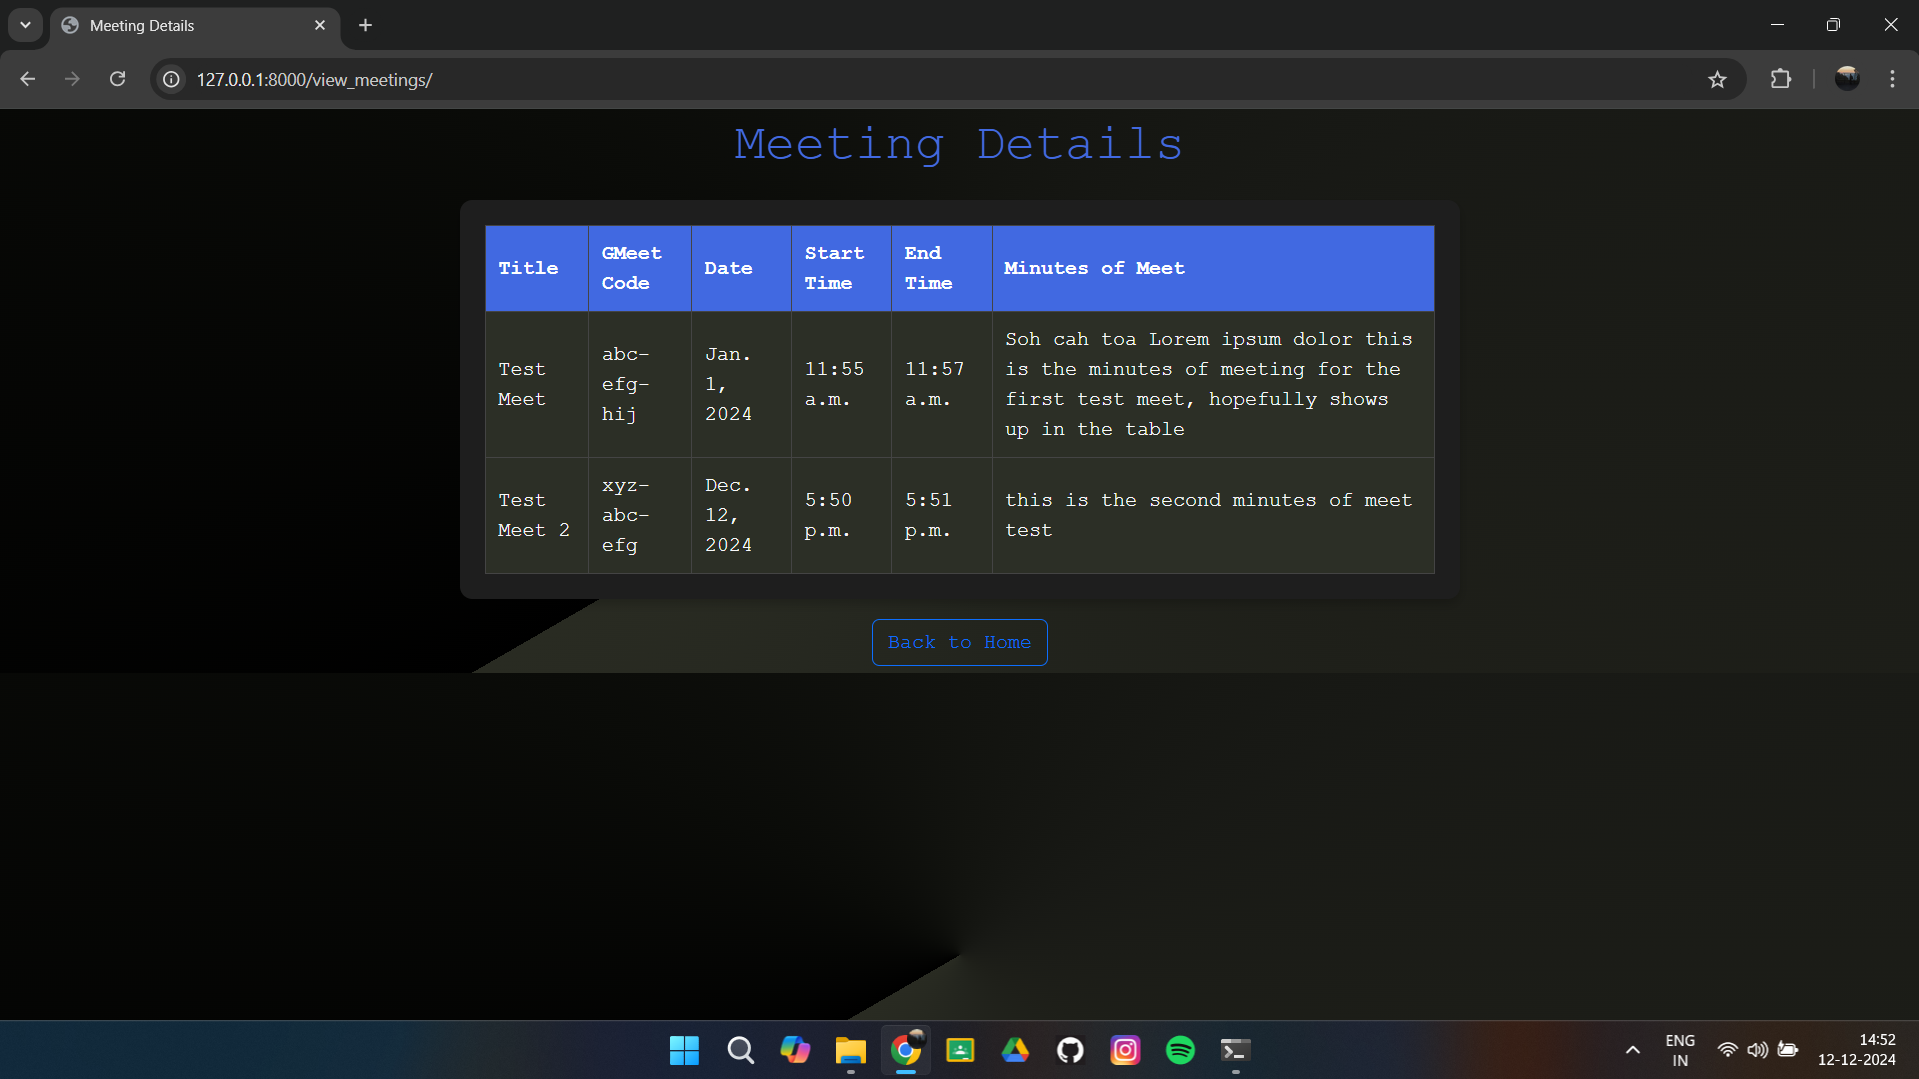 Meeting Details
127.0.0.1:8000/view_meetings/
Meeting Details
Title
GMeet
Code
Date
Start
Time
End
Time
Minutes of Meet
Test
Meet
abc-
efg-
hij
Jan.
1,
2024
11:55
a.m.
11:57
a.m.
Soh cah toa Lorem ipsum dolor this
is the minutes of meeting for the
first test meet, hopefully shows
up in the table
Test
Meet 2
xyz-
abc-
efg
Dec.
12,
2024
5:50
p.m.
5:51
p.m.
this is the second minutes of meet
test
Back to Home
ENG
IN
14:52
12-12-2024